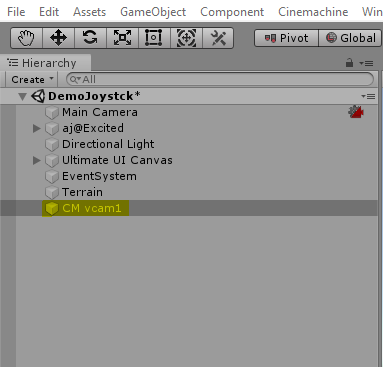 File Edit Assets GameObject Component Cinemachine
Pivot Global
Hierarchy
Create All
DemoJoystck*
Main Camera
aj@Excited
Directional Light
Ultimate UI Canvas
EventSystem
Terrain
CM vcam1